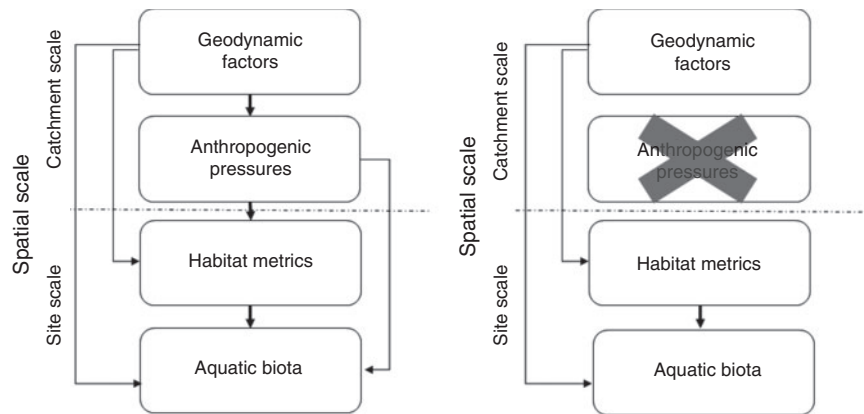 Spatial scale
Catchment scale
Site scale
Geodynamic
factors
Anthropogenic
pressures
Habitat metrics
Aquatic biota
Spatial scale
Catchment scale
Site scale
Geodynamic
factors
Anthropogenic
pressures
Habitat metrics
Aquatic biota